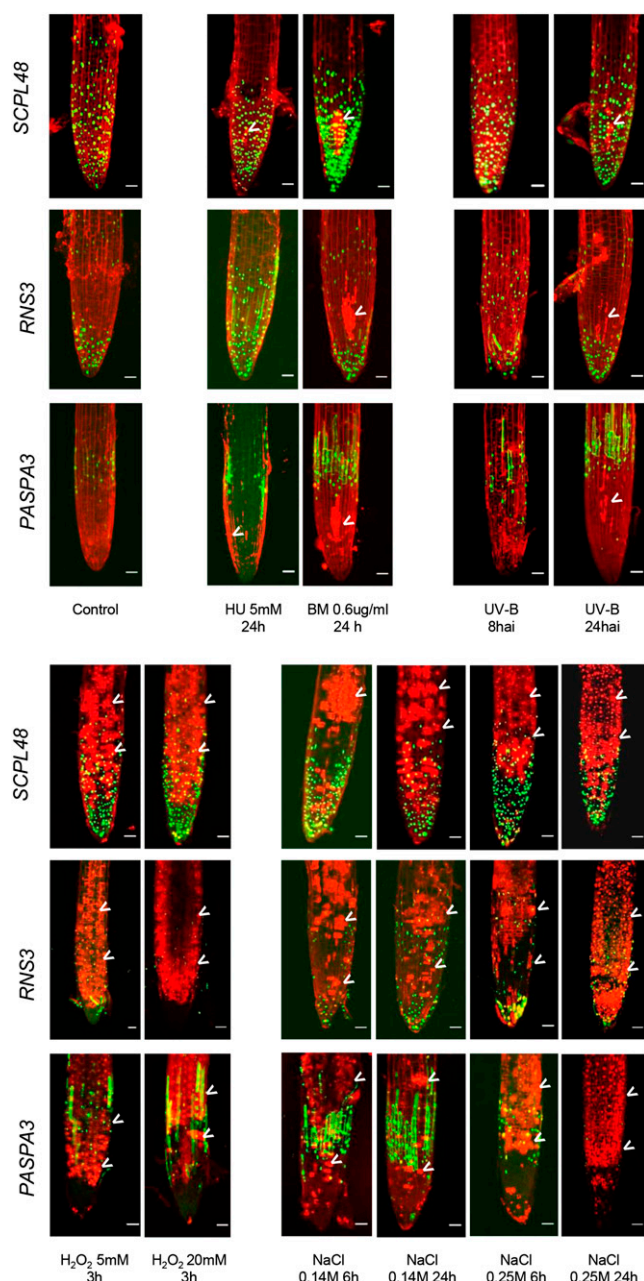 SCPL48
RNS3
PASPA3
Control
HU 5mM
24h
BM 0.6ug/ml
24 h
UV-B
8hai
UV-B
24hai
SCPL48
RNS3
PASPA3
H₂O₂ 5mM
3h
H₂O₂ 20mM
3h
NaCl
0.14M 6h
NaCl
0.14M 24h
NaCl
0.25M 6h
NaCl
0.25M 24h